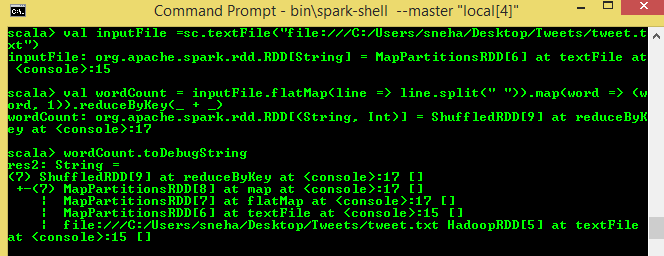 Command Prompt - bin\spark-shell --master "local[4]"
scala> val inputFile =sc.textFile("file:///C:/Users/sneha/Desktop/Tweets/tweet.t
xt")
inputFile: org.apache.spark.rdd.RDD[String] = MapPartitionsRDD[6] at textFile at
 <console>:15
scala> val wordCount = inputFile.flatMap(line => line.split(" ")).map(word => (w
ord, 1)).reduceByKey(_ + _)
wordCount: org.apache.spark.rdd.RDD[(String, Int)] = ShuffledRDD[9] at reduceByK
ey at <console>:17
scala> wordCount.toDebugString
res2: String =
(7) ShuffledRDD[9] at reduceByKey at <console>:17 []
 +-(7) MapPartitionsRDD[8] at map at <console>:17 []
    |  MapPartitionsRDD[7] at flatMap at <console>:17 []
    |  MapPartitionsRDD[6] at textFile at <console>:15 []
    |  file:///C:/Users/sneha/Desktop/Tweets/tweet.txt HadoopRDD[5] at textFile
at <console>:15 []